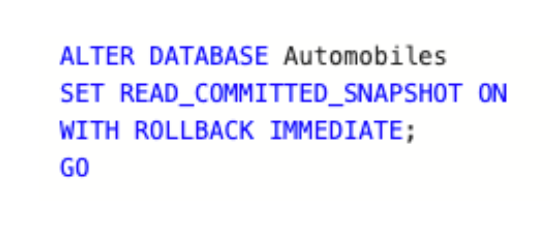 ALTER DATABASE Automobiles
SET READ_COMMITTED_SNAPSHOT ON
WITH ROLLBACK IMMEDIATE;
GO